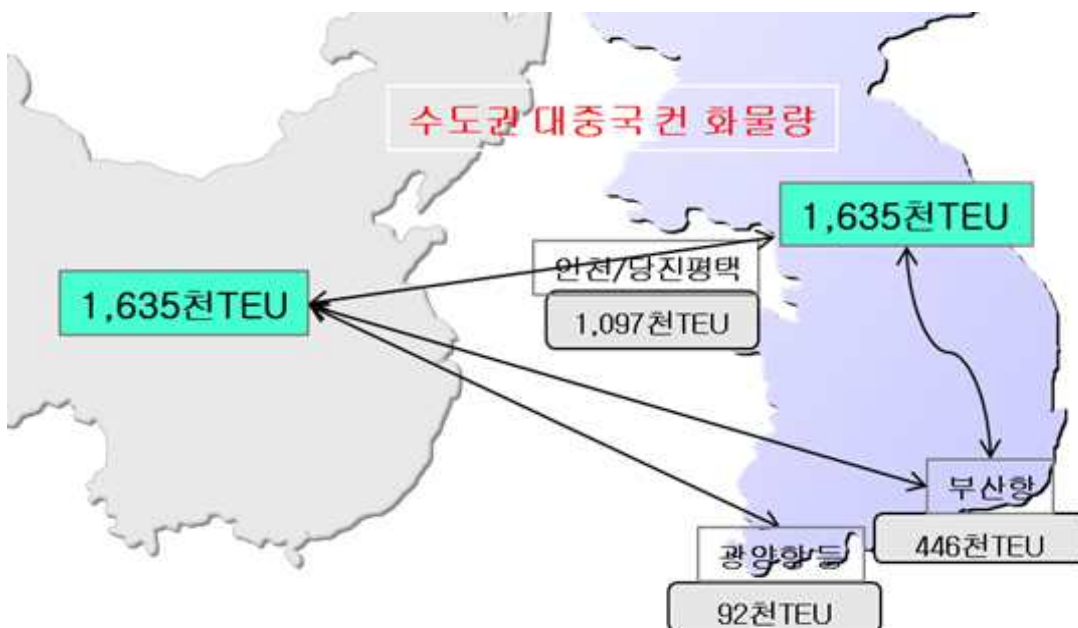 수도권 대중국 컨 화물량
1,635천TEU
인천/당진평택
1,635천TEU
1,097천TEU
부산항
446천TEU
광양항 등
92천TEU